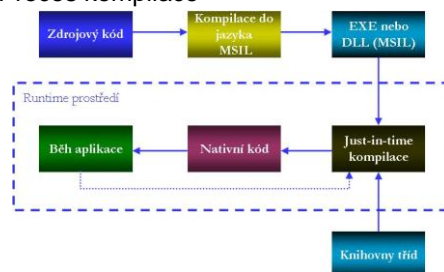 Zdrojový kód
Kompilace do
jazyka
MSIL
EXE nebo
DLL (MSIL)
Runtime prostředí
Běh aplikace
Nativní kód
Just-in-time
kompilace
Knihovny tříd